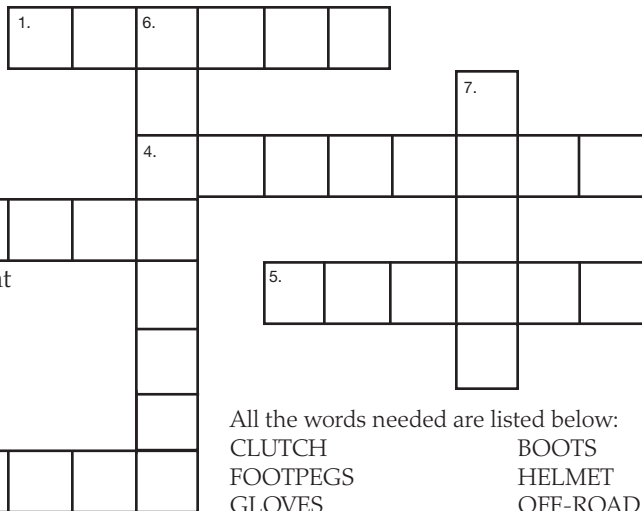 1.
6.
7.
4.
5.
All the words needed are listed below:
CLUTCH BOOTS
FOOTPEGS HELMET
GLOVES OFF-ROAD